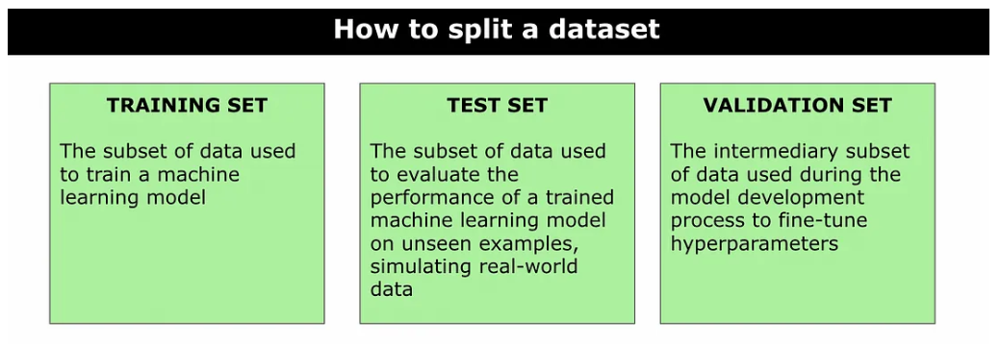 How to split a dataset
TRAINING SET
The subset of data used
to train a machine
learning model
TEST SET
The subset of data used
to evaluate the
performance of a trained
machine learning model
on unseen examples,
simulating real-world
data
VALIDATION SET
The intermediary subset
of data used during the
model development
process to fine-tune
hyperparameters